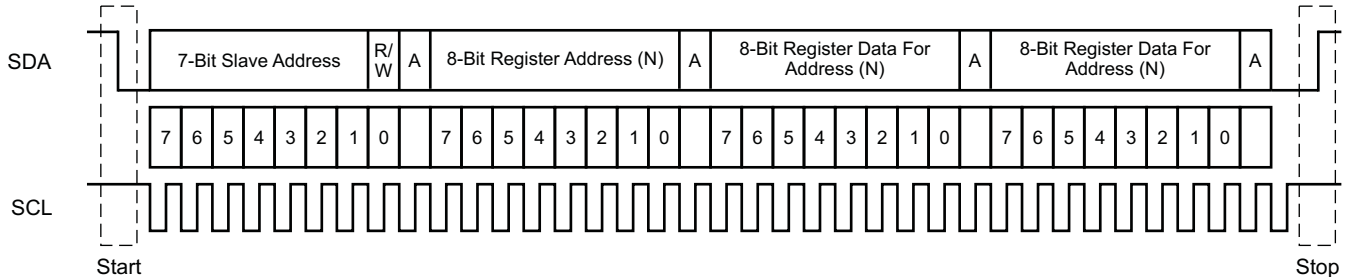 SDA
7-Bit Slave Address
R/
W
A
8-Bit Register Address (N)
A
8-Bit Register Data For
Address (N)
A
8-Bit Register Data For
Address (N)
A
7 6 5 4 3 2 1 0 7 6 5 4 3 2 1 0 7 6 5 4 3 2 1 0 7 6 5 4 3 2 1 0
SCL
Start
Stop